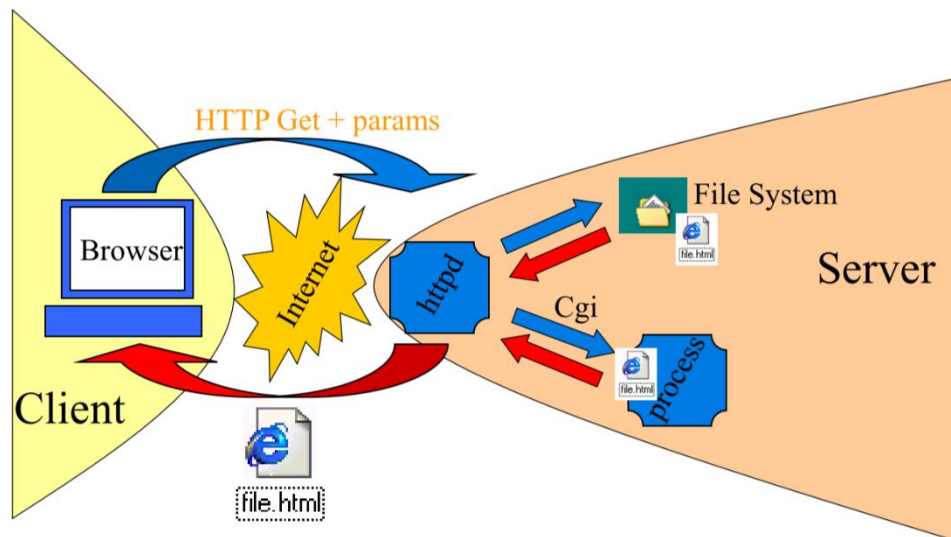 HTTP Get + params
File System
Browser
file.html
Internet
httpd
Server
Cgi
file.html
process
Client
file.html